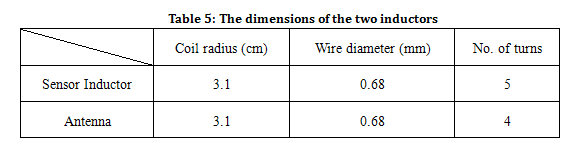 Table 5: The dimensions of the two inductors
Coil radius (cm) Wire diameter (mm) No. of turns
Sensor Inductor 3.1 0.68 5
Antenna 3.1 0.68 4